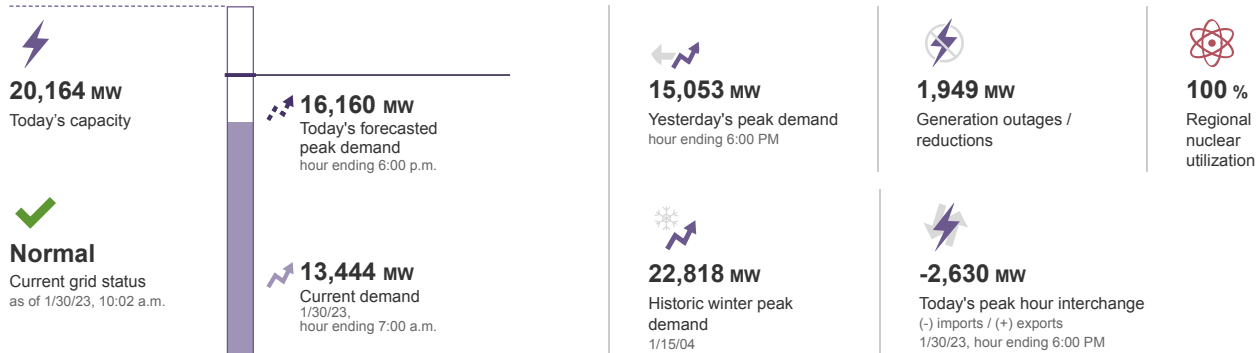 20,164 MW
Today's capacity
Normal
Current grid status
as of 1/30/23, 10:02 a.m.
16,160 MW
Today's forecasted
peak demand
hour ending 6:00 p.m.
13,444 MW
Current demand
1/30/23,
hour ending 7:00 a.m.
15,053 MW
Yesterday's peak demand
hour ending 6:00 PM
1,949 MW
Generation outages /
reductions
100 %
Regional
nuclear
utilization
22,818 MW
Historic winter peak
demand
1/15/04
-2,630 MW
Today's peak hour interchange
(-) imports / (+) exports
1/30/23, hour ending 6:00 PM